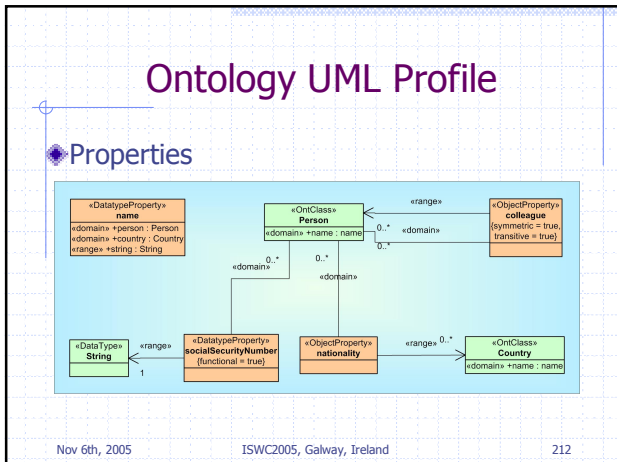 Ontology UML Profile
Properties
«DatatypeProperty»
name
«domain» +person : Person
«domain» +country : Country
«range» +string : String
«OntClass»
Person
«domain» +name : name
«range»
0..*
«domain»
0..*
«ObjectProperty»
colleague
{symmetric = true,
transitive = true}
0..*
«domain»
0..*
«domain»
«DataType»
String
«range»
1
«DatatypeProperty»
socialSecurityNumber
{functional = true}
«ObjectProperty»
nationality
«range» 0..*
«OntClass»
Country
«domain» +name : name
Nov 6th, 2005 ISWC2005, Galway, Ireland 212